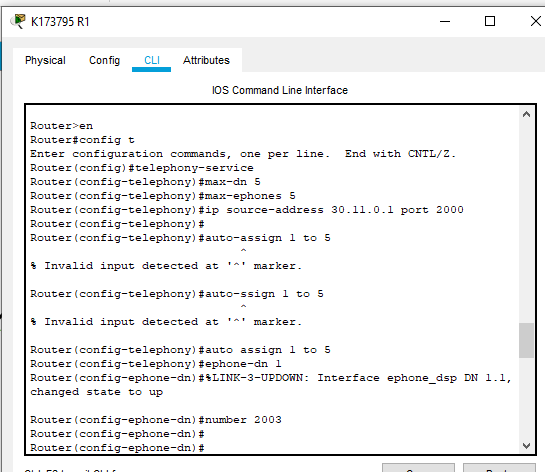 K173795 R1
Physical Config CLI Attributes
IOS Command Line Interface
Router>en
Router#config t
Enter configuration commands, one per line.  End with CNTL/Z.
Router(config)#telephony-service
Router(config-telephony)#max-dn 5
Router(config-telephony)#max-ephones 5
Router(config-telephony)#ip source-address 30.11.0.1 port 2000
Router(config-telephony)#
Router(config-telephony)#auto-assign 1 to 5
^
% Invalid input detected at '^' marker.
Router(config-telephony)#auto-ssign 1 to 5
^
% Invalid input detected at '^' marker.
Router(config-telephony)#auto assign 1 to 5
Router(config-telephony)#ephone-dn 1
Router(config-ephone-dn)#%LINK-3-UPDOWN: Interface ephone_dsp DN 1.1,
changed state to up
Router(config-ephone-dn)#number 2003
Router(config-ephone-dn)#
Router(config-ephone-dn)#